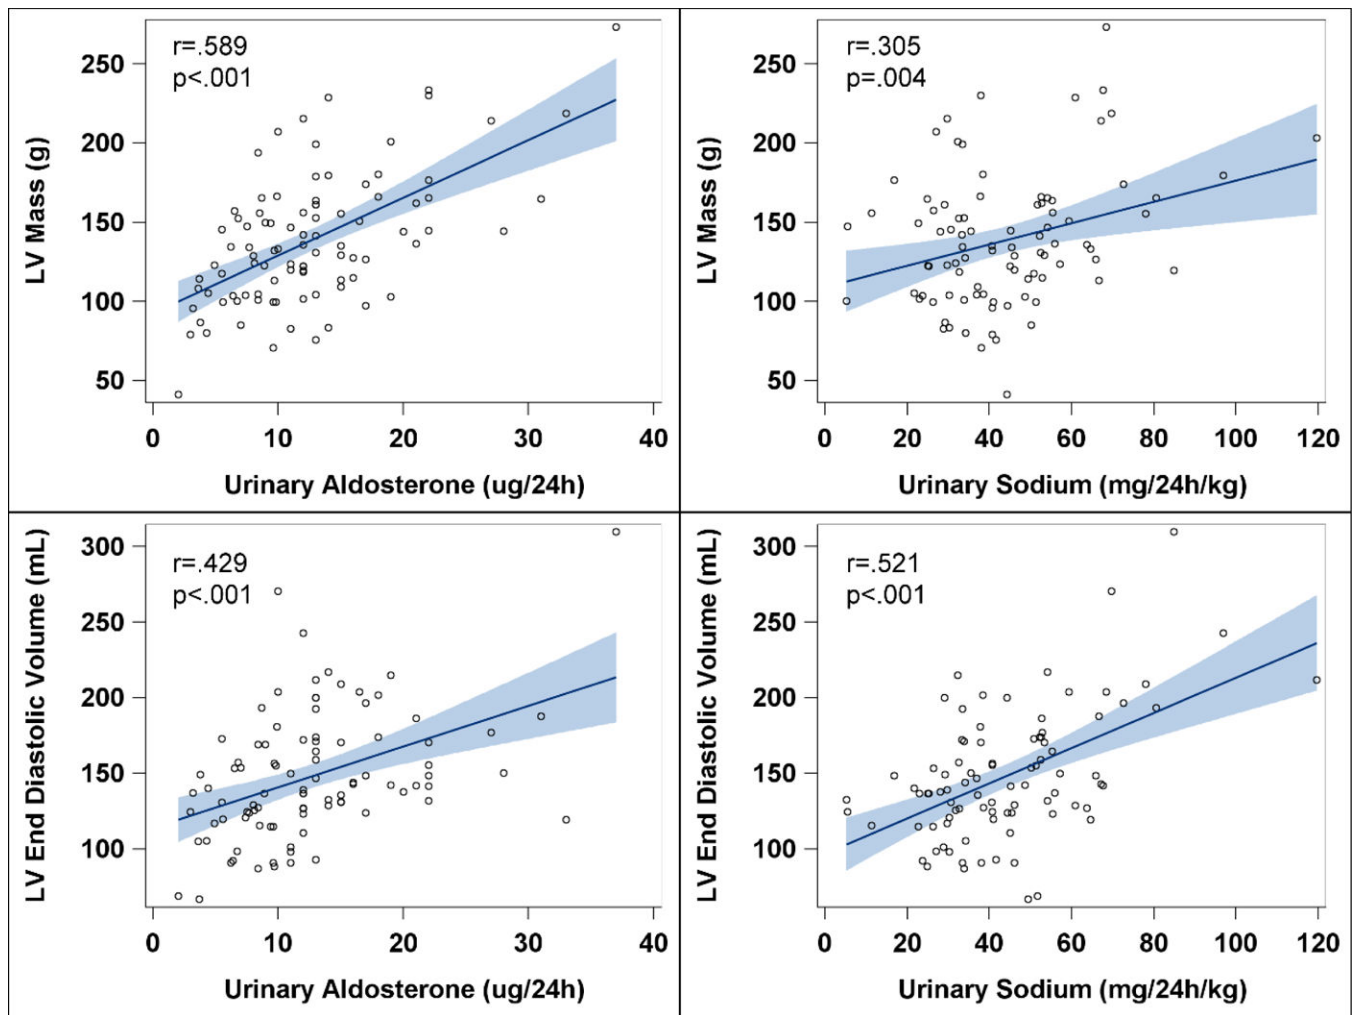 r=.589
p<.001
250
200
150
100
50
LV Mass (g)
0 10 20 30 40
Urinary Aldosterone (ug/24h)
r=.305
p=.004
250
200
150
100
50
LV Mass (g)
0 20 40 60 80 100 120
Urinary Sodium (mg/24h/kg)
r=.429
p<.001
300
250
200
150
100
LV End Diastolic Volume (mL)
0 10 20 30 40
Urinary Aldosterone (ug/24h)
r=.521
p<.001
300
250
200
150
100
LV End Diastolic Volume (mL)
0 20 40 60 80 100 120
Urinary Sodium (mg/24h/kg)